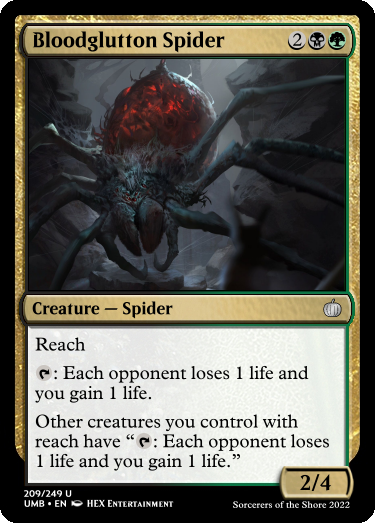 Bloodglutton Spider 2
Creature — Spider
Reach
: Each opponent loses 1 life and
you gain 1 life.
Other creatures you control with
reach have “ : Each opponent loses
1 life and you gain 1 life.”
2/4
209/249 U
UMB • EN HEX Entertainment
Sorcerers of the Shore 2022